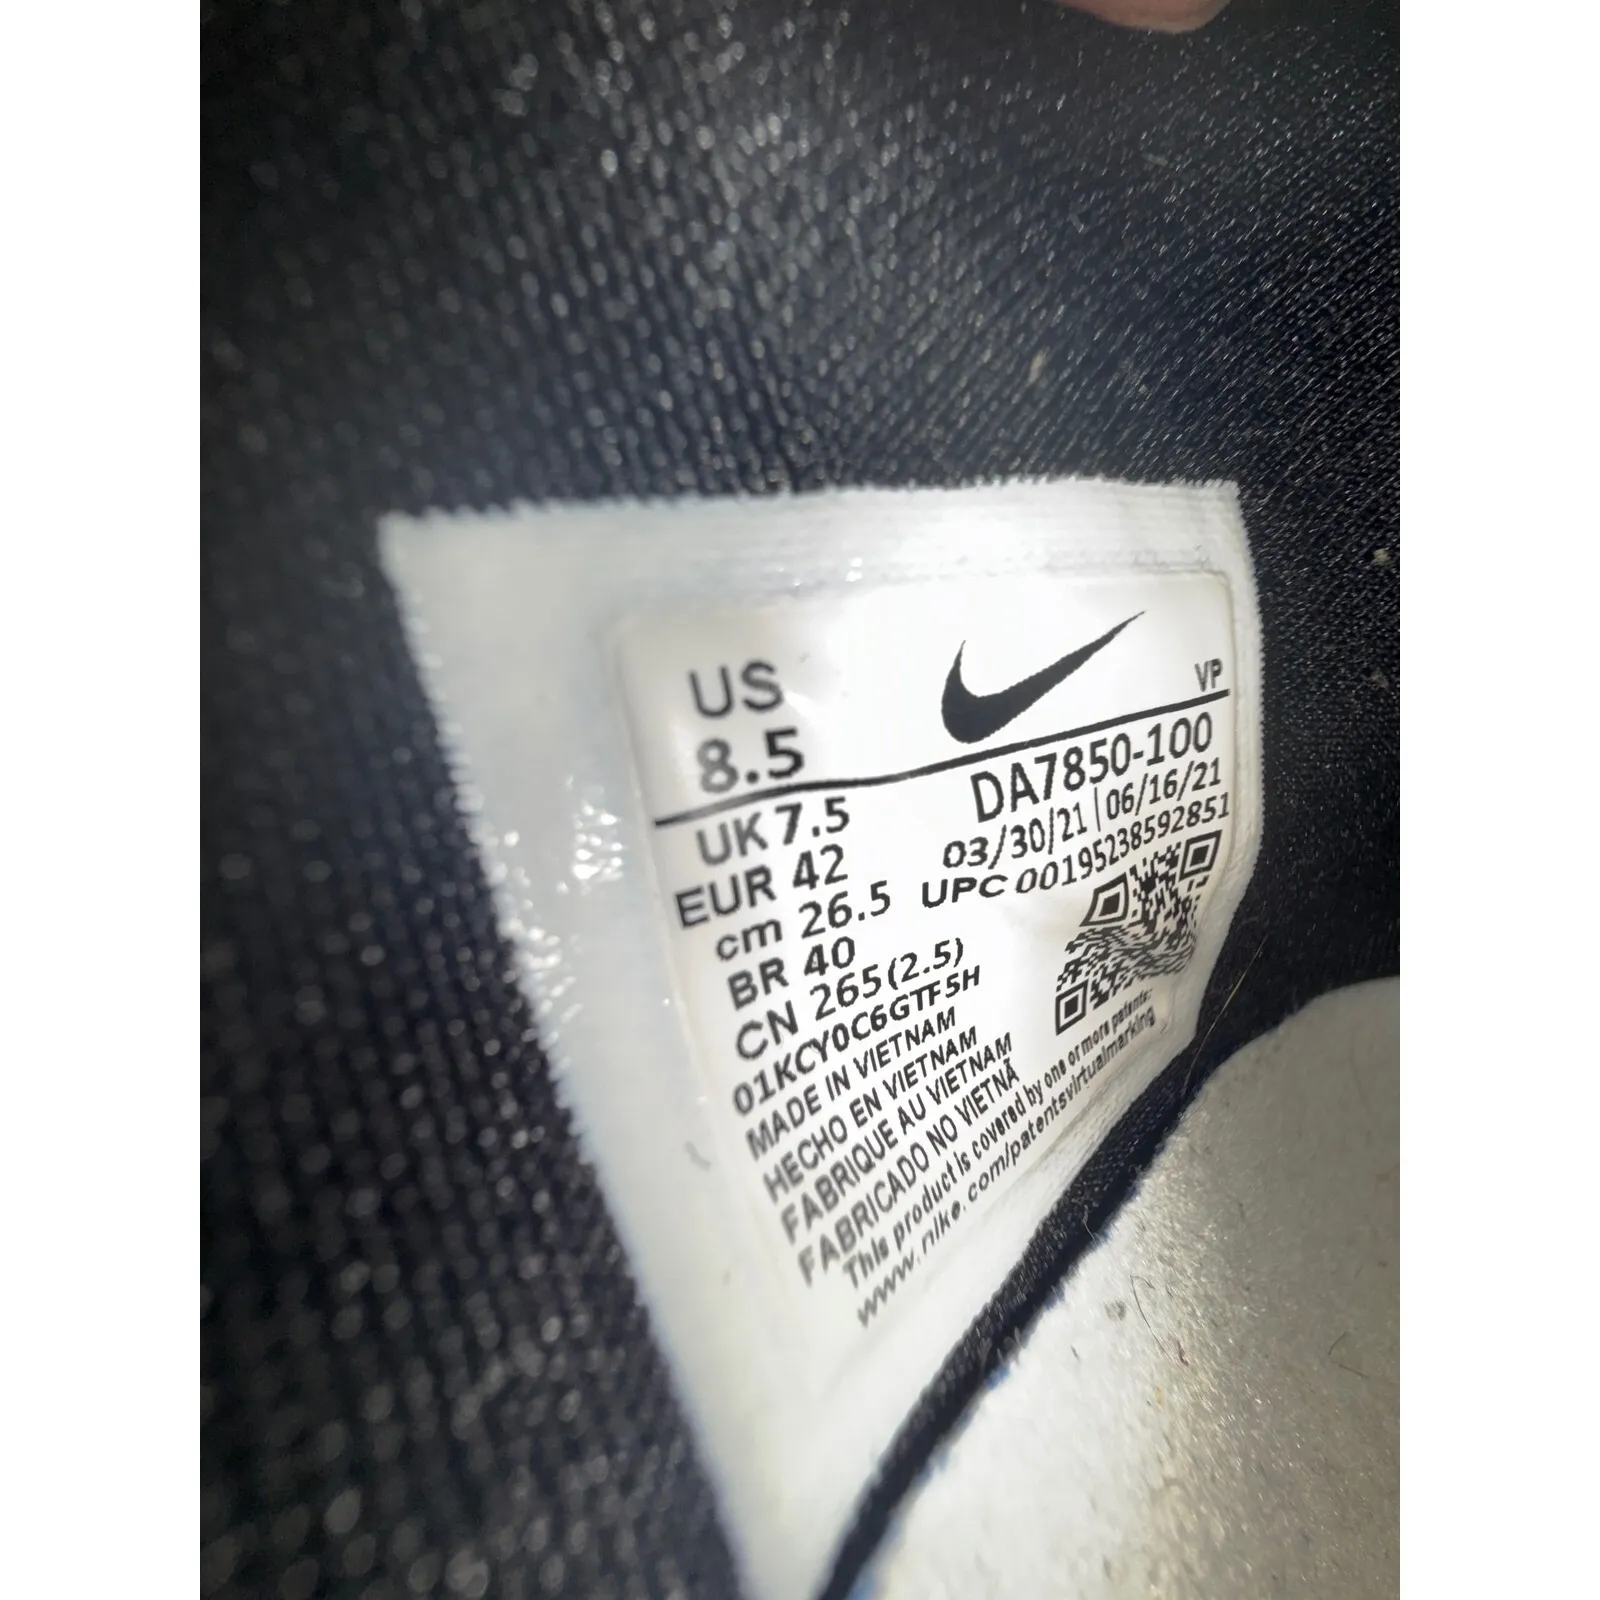 US
8.5
VP
UK 7.5
EUR 42
cm 26.5
BR 40
CN 265(2.5)
DA7850-100
03/30/21|06/16/21
UPC 00195238592851
01KCY0C6GTF5H
MADE IN VIETNAM
HECHO EN VIETNAM
FABRIQUE AU VIETNAM
FABRICADO NO VIETNÃ
This product is covered by one or more patents:
www.nike.com/patentsvirtualmarking